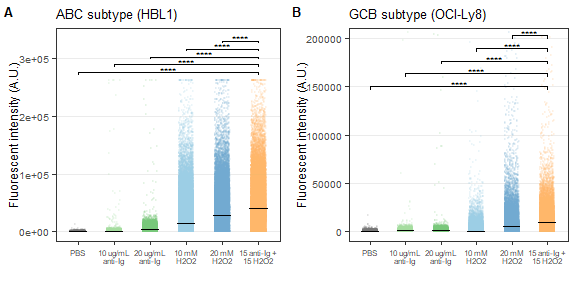 A
ABC subtype (HBL1)
Fluorescent intensity (A.U.)
3e+05
2e+05
1e+05
0e+00
****
****
****
****
****
PBS
10 ug/mL
anti-Ig
20 ug/mL
anti-Ig
10 mM
H2O2
20 mM
H2O2
15 anti-Ig +
15 H2O2
B
GCB subtype (OCI-Ly8)
Fluorescent intensity (A.U.)
200000
150000
100000
50000
0
****
****
****
****
****
PBS
10 ug/mL
anti-Ig
20 ug/mL
anti-Ig
10 mM
H2O2
20 mM
H2O2
15 anti-Ig +
15 H2O2